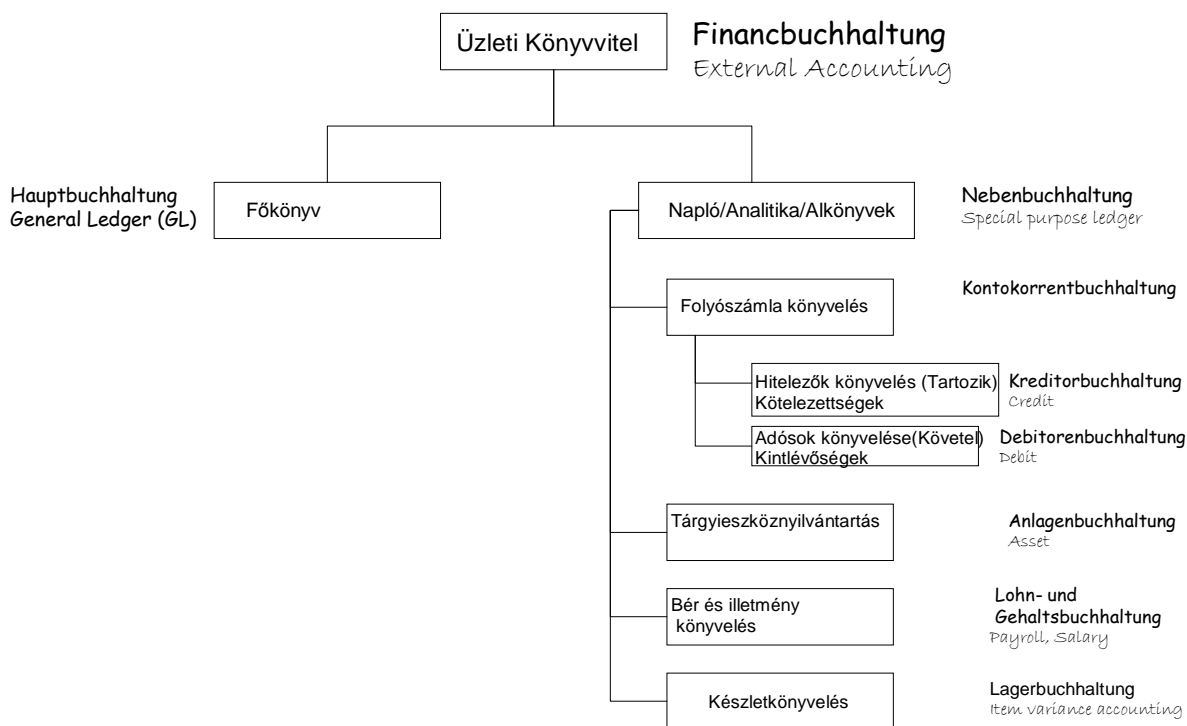 Üzleti Könyvvitel
Financbuchhaltung
External Accounting
Hauptbuchhaltung
General Ledger (GL)
Főkönyv
Napló/Analitika/Alkönyvek
Nebenbuchhaltung
Special purpose ledger
Folyószámla könyvelés
Kontokorrentbuchhaltung
Hitelezők könyvelés (Tartozik)
Kötelezettségek
Kreditorbuchhaltung
Credit
Adósok könyvelése(Követel)
Kintlévőségek
Debitorenbuchhaltung
Debit
Tárgyieszköznyilvántartás
Anlagenbuchhaltung
Asset
Bér és illetmény
könyvelés
Lohn- und
Gehaltsbuchhaltung
Payroll, Salary
Készletkönyvelés
Lagerbuchhaltung
Item variance accounting